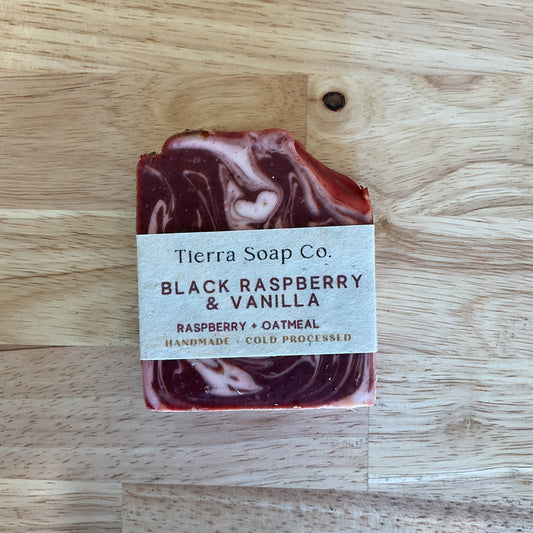 Tierra Soap Co.
BLACK RASPBERRY
& VANILLA
RASPBERRY + OATMEAL
HANDMADE - COLD PROCESSED